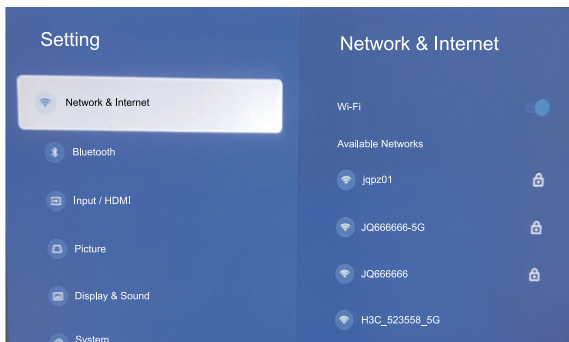 Setting
Network & Internet
Bluetooth
Input / HDMI
Picture
Display & Sound
System
Network & Internet
Wi-Fi
Available Networks
jqpz01
JQ666666-5G
JQ666666
H3C_523558_5G